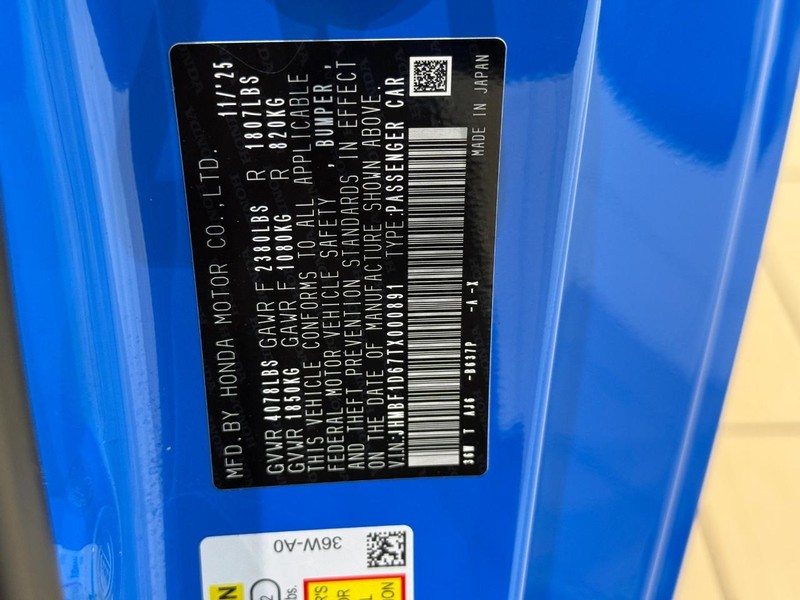 MFD.BY HONDA MOTOR CO.,LTD. 11/'25
GVWR 4078LBS GAWR F 2380LBS R 1807LBS
GVWR 1850KG GAWR F 1080KG R 820KG
THIS VEHICLE CONFORMS TO ALL APPLICABLE
FEDERAL MOTOR VEHICLE SAFETY , BUMPER ,
AND THEFT PREVENTION STANDARDS IN EFFECT
ON THE DATE OF MANUFACTURE SHOWN ABOVE.
V.I.N.:JHMBF1D67TX000891 TYPE:PASSENGER CAR
36W T AJ6 -B637P -A -X MADE IN JAPAN
36W-A0